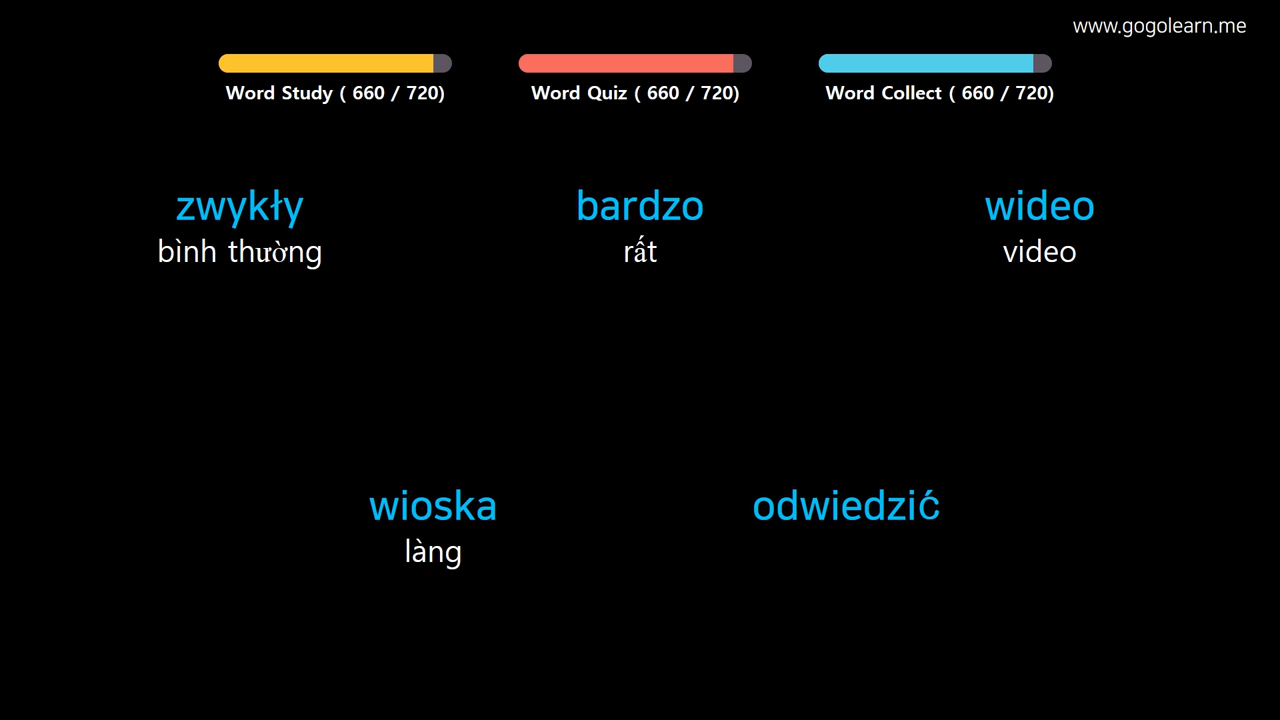 www.gogolearn.me
Word Study ( 660 / 720)
Word Quiz ( 660 / 720)
Word Collect ( 660 / 720)
zwykły
bình thường
bardzo
rất
wideo
video
wioska
làng
odwiedzić